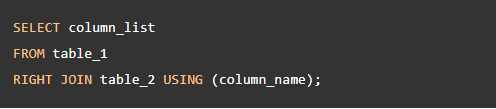 SELECT column_list
FROM table_1
RIGHT JOIN table_2 USING (column_name);